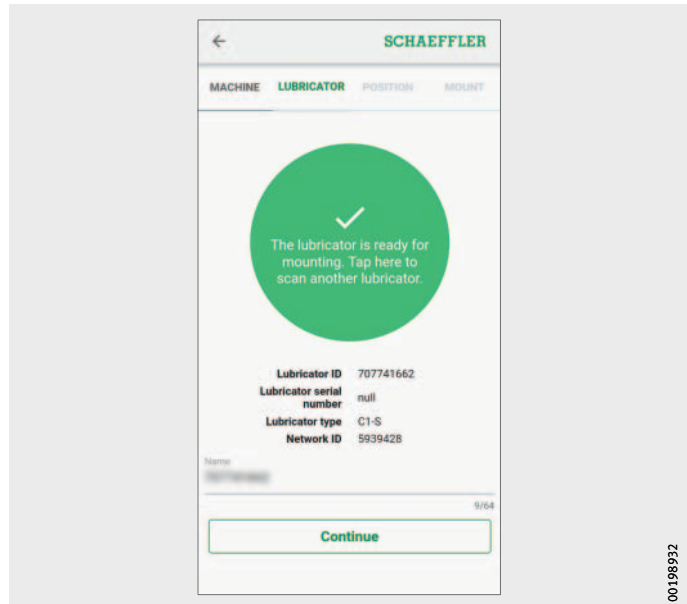 SCHAEFFLER
MACHINE LUBRICATOR POSITION MOUNT
The lubricator is ready for
mounting. Tap here to
scan another lubricator.
Lubricator ID 707741662
Lubricator serial
number null
Lubricator type C1-S
Network ID 5939428
Name
9/64
Continue
00198932